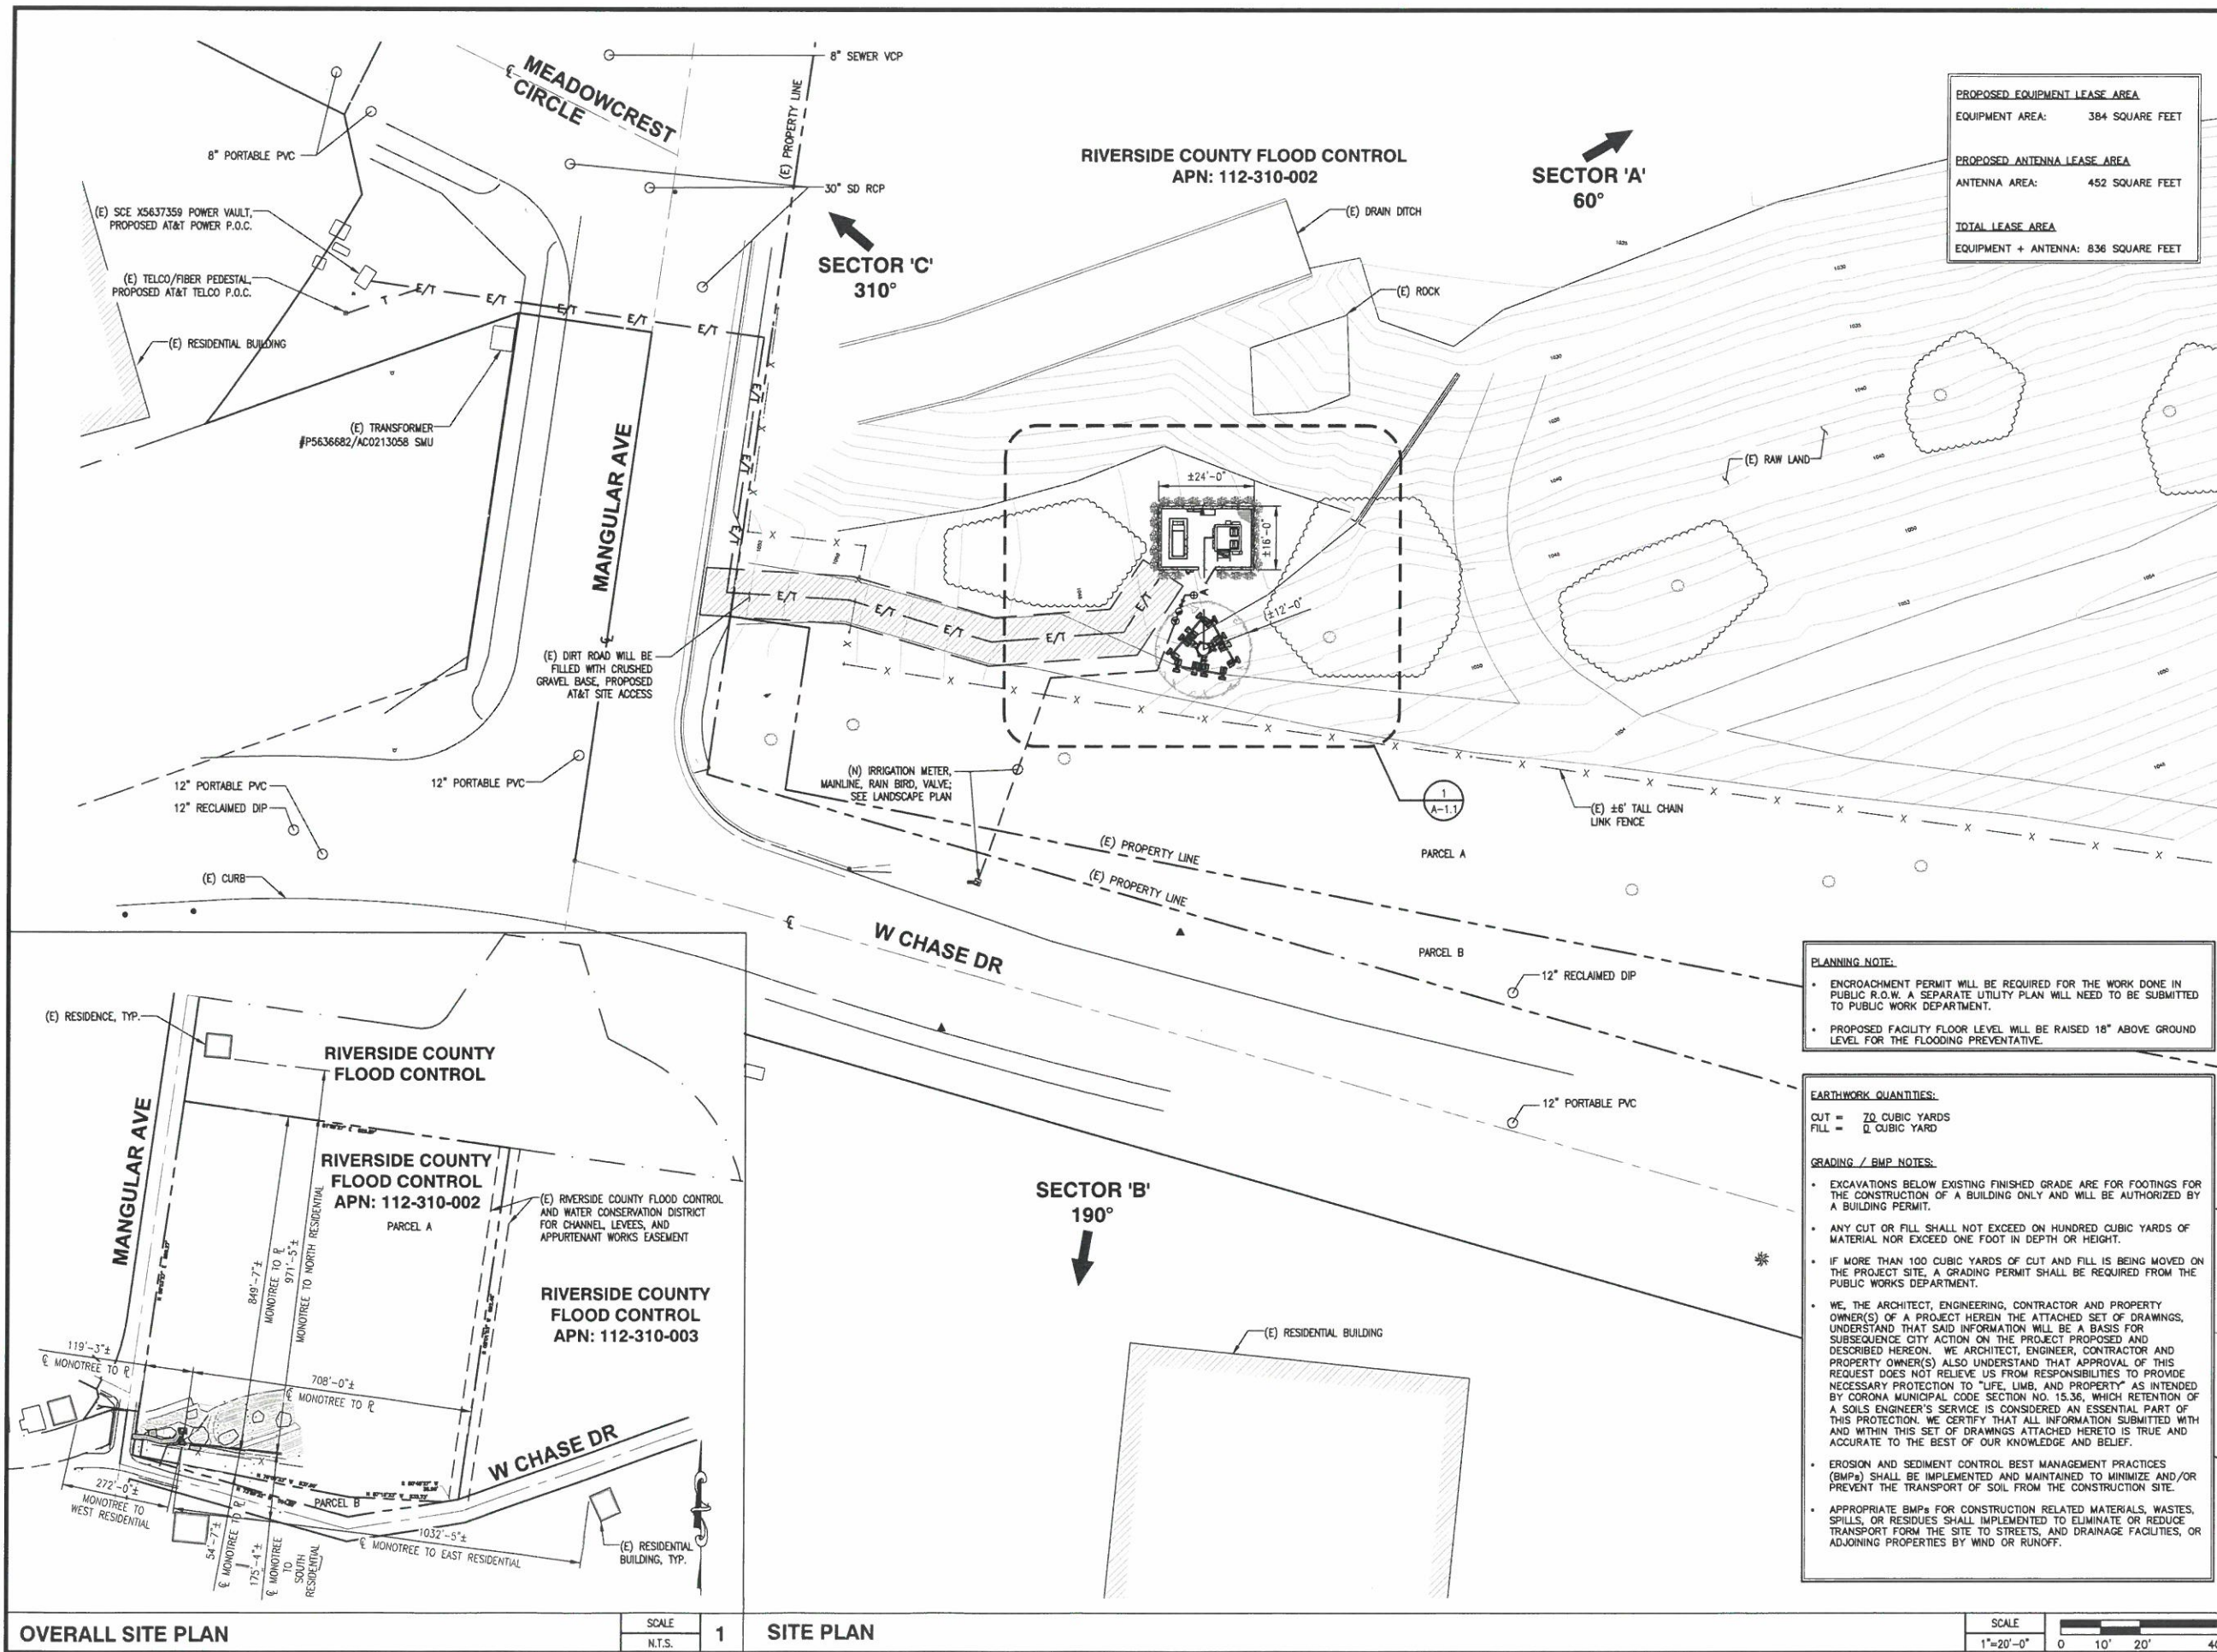 8" SEWER VCP
℄ MEADOWCREST
CIRCLE
(E) PROPERTY LINE
8" PORTABLE PVC
30" SD RCP
RIVERSIDE COUNTY FLOOD CONTROL
APN: 112-310-002
SECTOR 'A'
60°
PROPOSED EQUIPMENT LEASE AREA
EQUIPMENT AREA: 384 SQUARE FEET
PROPOSED ANTENNA LEASE AREA
ANTENNA AREA: 452 SQUARE FEET
TOTAL LEASE AREA
EQUIPMENT + ANTENNA: 836 SQUARE FEET
(E) SCE X5637359 POWER VAULT,
PROPOSED AT&T POWER P.O.C.
(E) TELCO/FIBER PEDESTAL,
PROPOSED AT&T TELCO P.O.C.
SECTOR 'C'
310°
(E) DRAIN DITCH
(E) ROCK
T
E/T
E/T
E/T
E/T
E/T
(E) RESIDENTIAL BUILDING
(E) TRANSFORMER
#P5636682/AC0213058 SMU
MANGULAR AVE
℄
E/T
E/T
E/T
(E) RAW LAND
±24'-0"
±16'-0"
±12'-0"
A
E/T
E/T
E/T
E/T
E/T
(E) DIRT ROAD WILL BE
FILLED WITH CRUSHED
GRAVEL BASE, PROPOSED
AT&T SITE ACCESS
12" PORTABLE PVC
12" RECLAIMED DIP
12" PORTABLE PVC
(N) IRRIGATION METER,
MAINLINE, RAIN BIRD, VALVE;
SEE LANDSCAPE PLAN
1
A-1.1
(E) ±6' TALL CHAIN
LINK FENCE
(E) PROPERTY LINE
PARCEL A
(E) PROPERTY LINE
(E) CURB
℄
W CHASE DR
PARCEL B
12" RECLAIMED DIP
12" PORTABLE PVC
SECTOR 'B'
190°
(E) RESIDENTIAL BUILDING
PLANNING NOTE:
• ENCROACHMENT PERMIT WILL BE REQUIRED FOR THE WORK DONE IN
PUBLIC R.O.W. A SEPARATE UTILITY PLAN WILL NEED TO BE SUBMITTED
TO PUBLIC WORK DEPARTMENT.
• PROPOSED FACILITY FLOOR LEVEL WILL BE RAISED 18" ABOVE GROUND
LEVEL FOR THE FLOODING PREVENTATIVE.
EARTHWORK QUANTITIES:
CUT = 70 CUBIC YARDS
FILL = 0 CUBIC YARD
GRADING / BMP NOTES:
• EXCAVATIONS BELOW EXISTING FINISHED GRADE ARE FOR FOOTINGS FOR
THE CONSTRUCTION OF A BUILDING ONLY AND WILL BE AUTHORIZED BY
A BUILDING PERMIT.
• ANY CUT OR FILL SHALL NOT EXCEED ON HUNDRED CUBIC YARDS OF
MATERIAL NOR EXCEED ONE FOOT IN DEPTH OR HEIGHT.
• IF MORE THAN 100 CUBIC YARDS OF CUT AND FILL IS BEING MOVED ON
THE PROJECT SITE, A GRADING PERMIT SHALL BE REQUIRED FROM THE
PUBLIC WORKS DEPARTMENT.
• WE, THE ARCHITECT, ENGINEERING, CONTRACTOR AND PROPERTY
OWNER(S) OF A PROJECT HEREIN THE ATTACHED SET OF DRAWINGS,
UNDERSTAND THAT SAID INFORMATION WILL BE A BASIS FOR
SUBSEQUENCE CITY ACTION ON THE PROJECT PROPOSED AND
DESCRIBED HEREON. WE ARCHITECT, ENGINEER, CONTRACTOR AND
PROPERTY OWNER(S) ALSO UNDERSTAND THAT APPROVAL OF THIS
REQUEST DOES NOT RELIEVE US FROM RESPONSIBILITIES TO PROVIDE
NECESSARY PROTECTION TO "LIFE, LIMB, AND PROPERTY" AS INTENDED
BY CORONA MUNICIPAL CODE SECTION NO. 15.36, WHICH RETENTION OF
A SOILS ENGINEER'S SERVICE IS CONSIDERED AN ESSENTIAL PART OF
THIS PROTECTION. WE CERTIFY THAT ALL INFORMATION SUBMITTED WITH
AND WITHIN THIS SET OF DRAWINGS ATTACHED HERETO IS TRUE AND
ACCURATE TO THE BEST OF OUR KNOWLEDGE AND BELIEF.
• EROSION AND SEDIMENT CONTROL BEST MANAGEMENT PRACTICES
(BMPs) SHALL BE IMPLEMENTED AND MAINTAINED TO MINIMIZE AND/OR
PREVENT THE TRANSPORT OF SOIL FROM THE CONSTRUCTION SITE.
• APPROPRIATE BMPs FOR CONSTRUCTION RELATED MATERIALS, WASTES,
SPILLS, OR RESIDUES SHALL IMPLEMENTED TO ELIMINATE OR REDUCE
TRANSPORT FORM THE SITE TO STREETS, AND DRAINAGE FACILITIES, OR
ADJOINING PROPERTIES BY WIND OR RUNOFF.
(E) RESIDENCE, TYP.
RIVERSIDE COUNTY
FLOOD CONTROL
MANGULAR AVE
RIVERSIDE COUNTY
FLOOD CONTROL
APN: 112-310-002
PARCEL A
(E) RIVERSIDE COUNTY FLOOD CONTROL
AND WATER CONSERVATION DISTRICT
FOR CHANNEL, LEVEES, AND
APPURTENANT WORKS EASEMENT
849'-7"±
MONOTREE TO ℞
971'-5"±
MONOTREE TO NORTH RESIDENTIAL
RIVERSIDE COUNTY
FLOOD CONTROL
APN: 112-310-003
119'-3"±
℄ MONOTREE TO ℞
708'-0"±
℄ MONOTREE TO ℞
W CHASE DR
272'-0"±
MONOTREE TO
WEST RESIDENTIAL
PARCEL B
54'-7"±
℄ MONOTREE TO ℞
175'-4"±
℄ MONOTREE
TO
SOUTH
RESIDENTIAL
1032'-5"±
℄ MONOTREE TO EAST RESIDENTIAL
(E) RESIDENTIAL
BUILDING, TYP.
OVERALL SITE PLAN
SCALE
N.T.S.
1
SITE PLAN
SCALE
1"=20'-0"
0 10' 20'